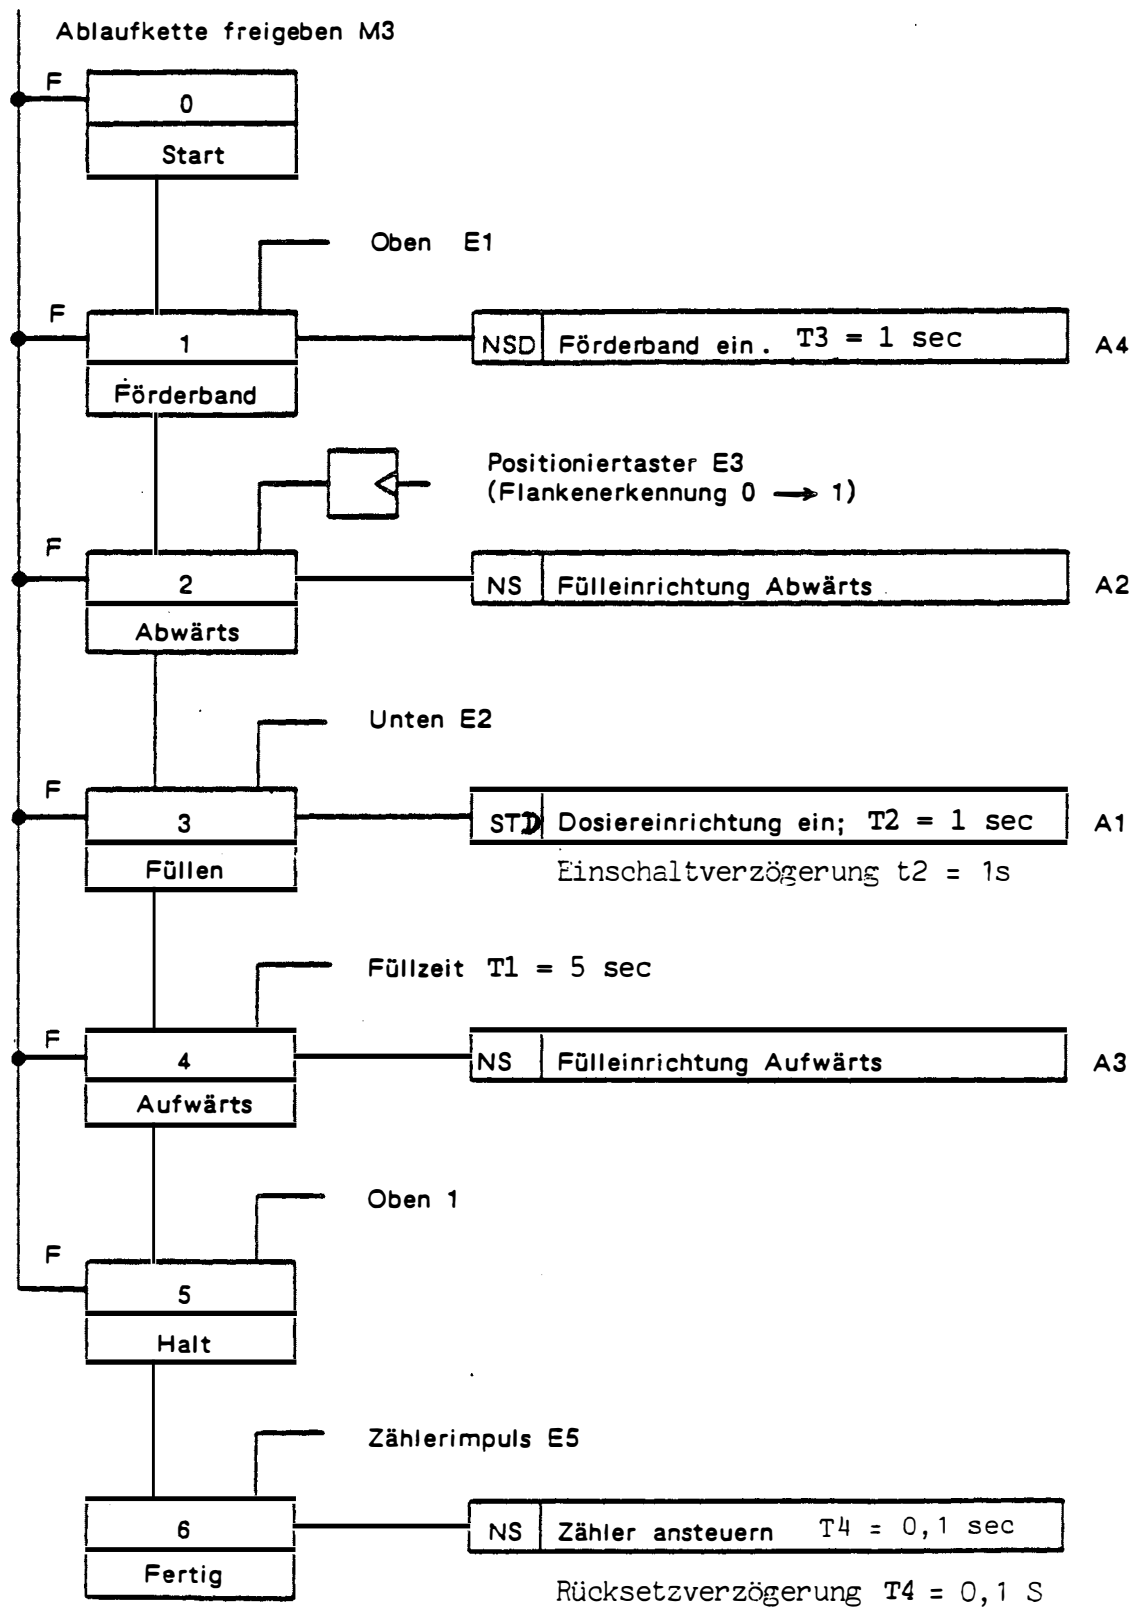 Ablaufkette freigeben M3
F
0
Start
Oben E1
F
1
NSD Förderband ein. T3 = 1 sec A4
Förderband
Positioniertaster E3
(Flankenerkennung 0 → 1)
F
2
NS Fülleinrichtung Abwärts A2
Abwärts
Unten E2
F
3
STD Dosiereinrichtung ein; T2 = 1 sec A1
Füllen
Einschaltverzögerung t2 = 1s
Füllzeit T1 = 5 sec
F
4
NS Fülleinrichtung Aufwärts A3
Aufwärts
Oben 1
F
5
Halt
Zählerimpuls E5
6
NS Zähler ansteuern T4 = 0,1 sec
Fertig
Rücksetzverzögerung T4 = 0,1 S